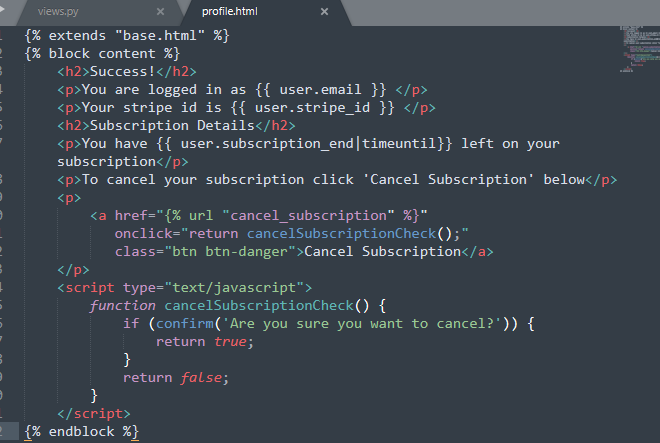 views.py × profile.html ×
{% extends "base.html" %}
{% block content %}
<h2>Success!</h2>
<p>You are logged in as {{ user.email }} </p>
<p>Your stripe id is {{ user.stripe_id }} </p>
<h2>Subscription Details</h2>
<p>You have {{ user.subscription_end|timeuntil}} left on your
subscription</p>
<p>To cancel your subscription click 'Cancel Subscription' below</p>
<p>
<a href="{% url "cancel_subscription" %}"
onclick="return cancelSubscriptionCheck();"
class="btn btn-danger">Cancel Subscription</a>
</p>
<script type="text/javascript">
function cancelSubscriptionCheck() {
if (confirm('Are you sure you want to cancel?')) {
return true;
}
return false;
}
</script>
{% endblock %}